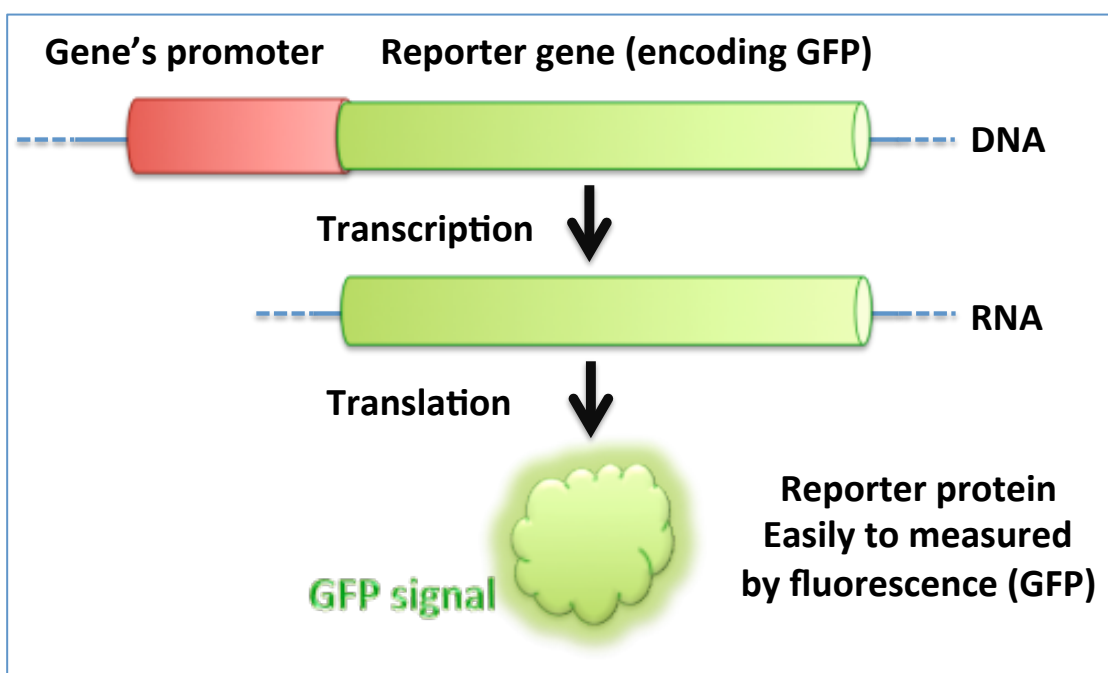 Gene's promoter
Reporter gene (encoding GFP)
DNA
Transcription
RNA
Translation
Reporter protein
Easily to measured
by fluorescence (GFP)
GFP signal